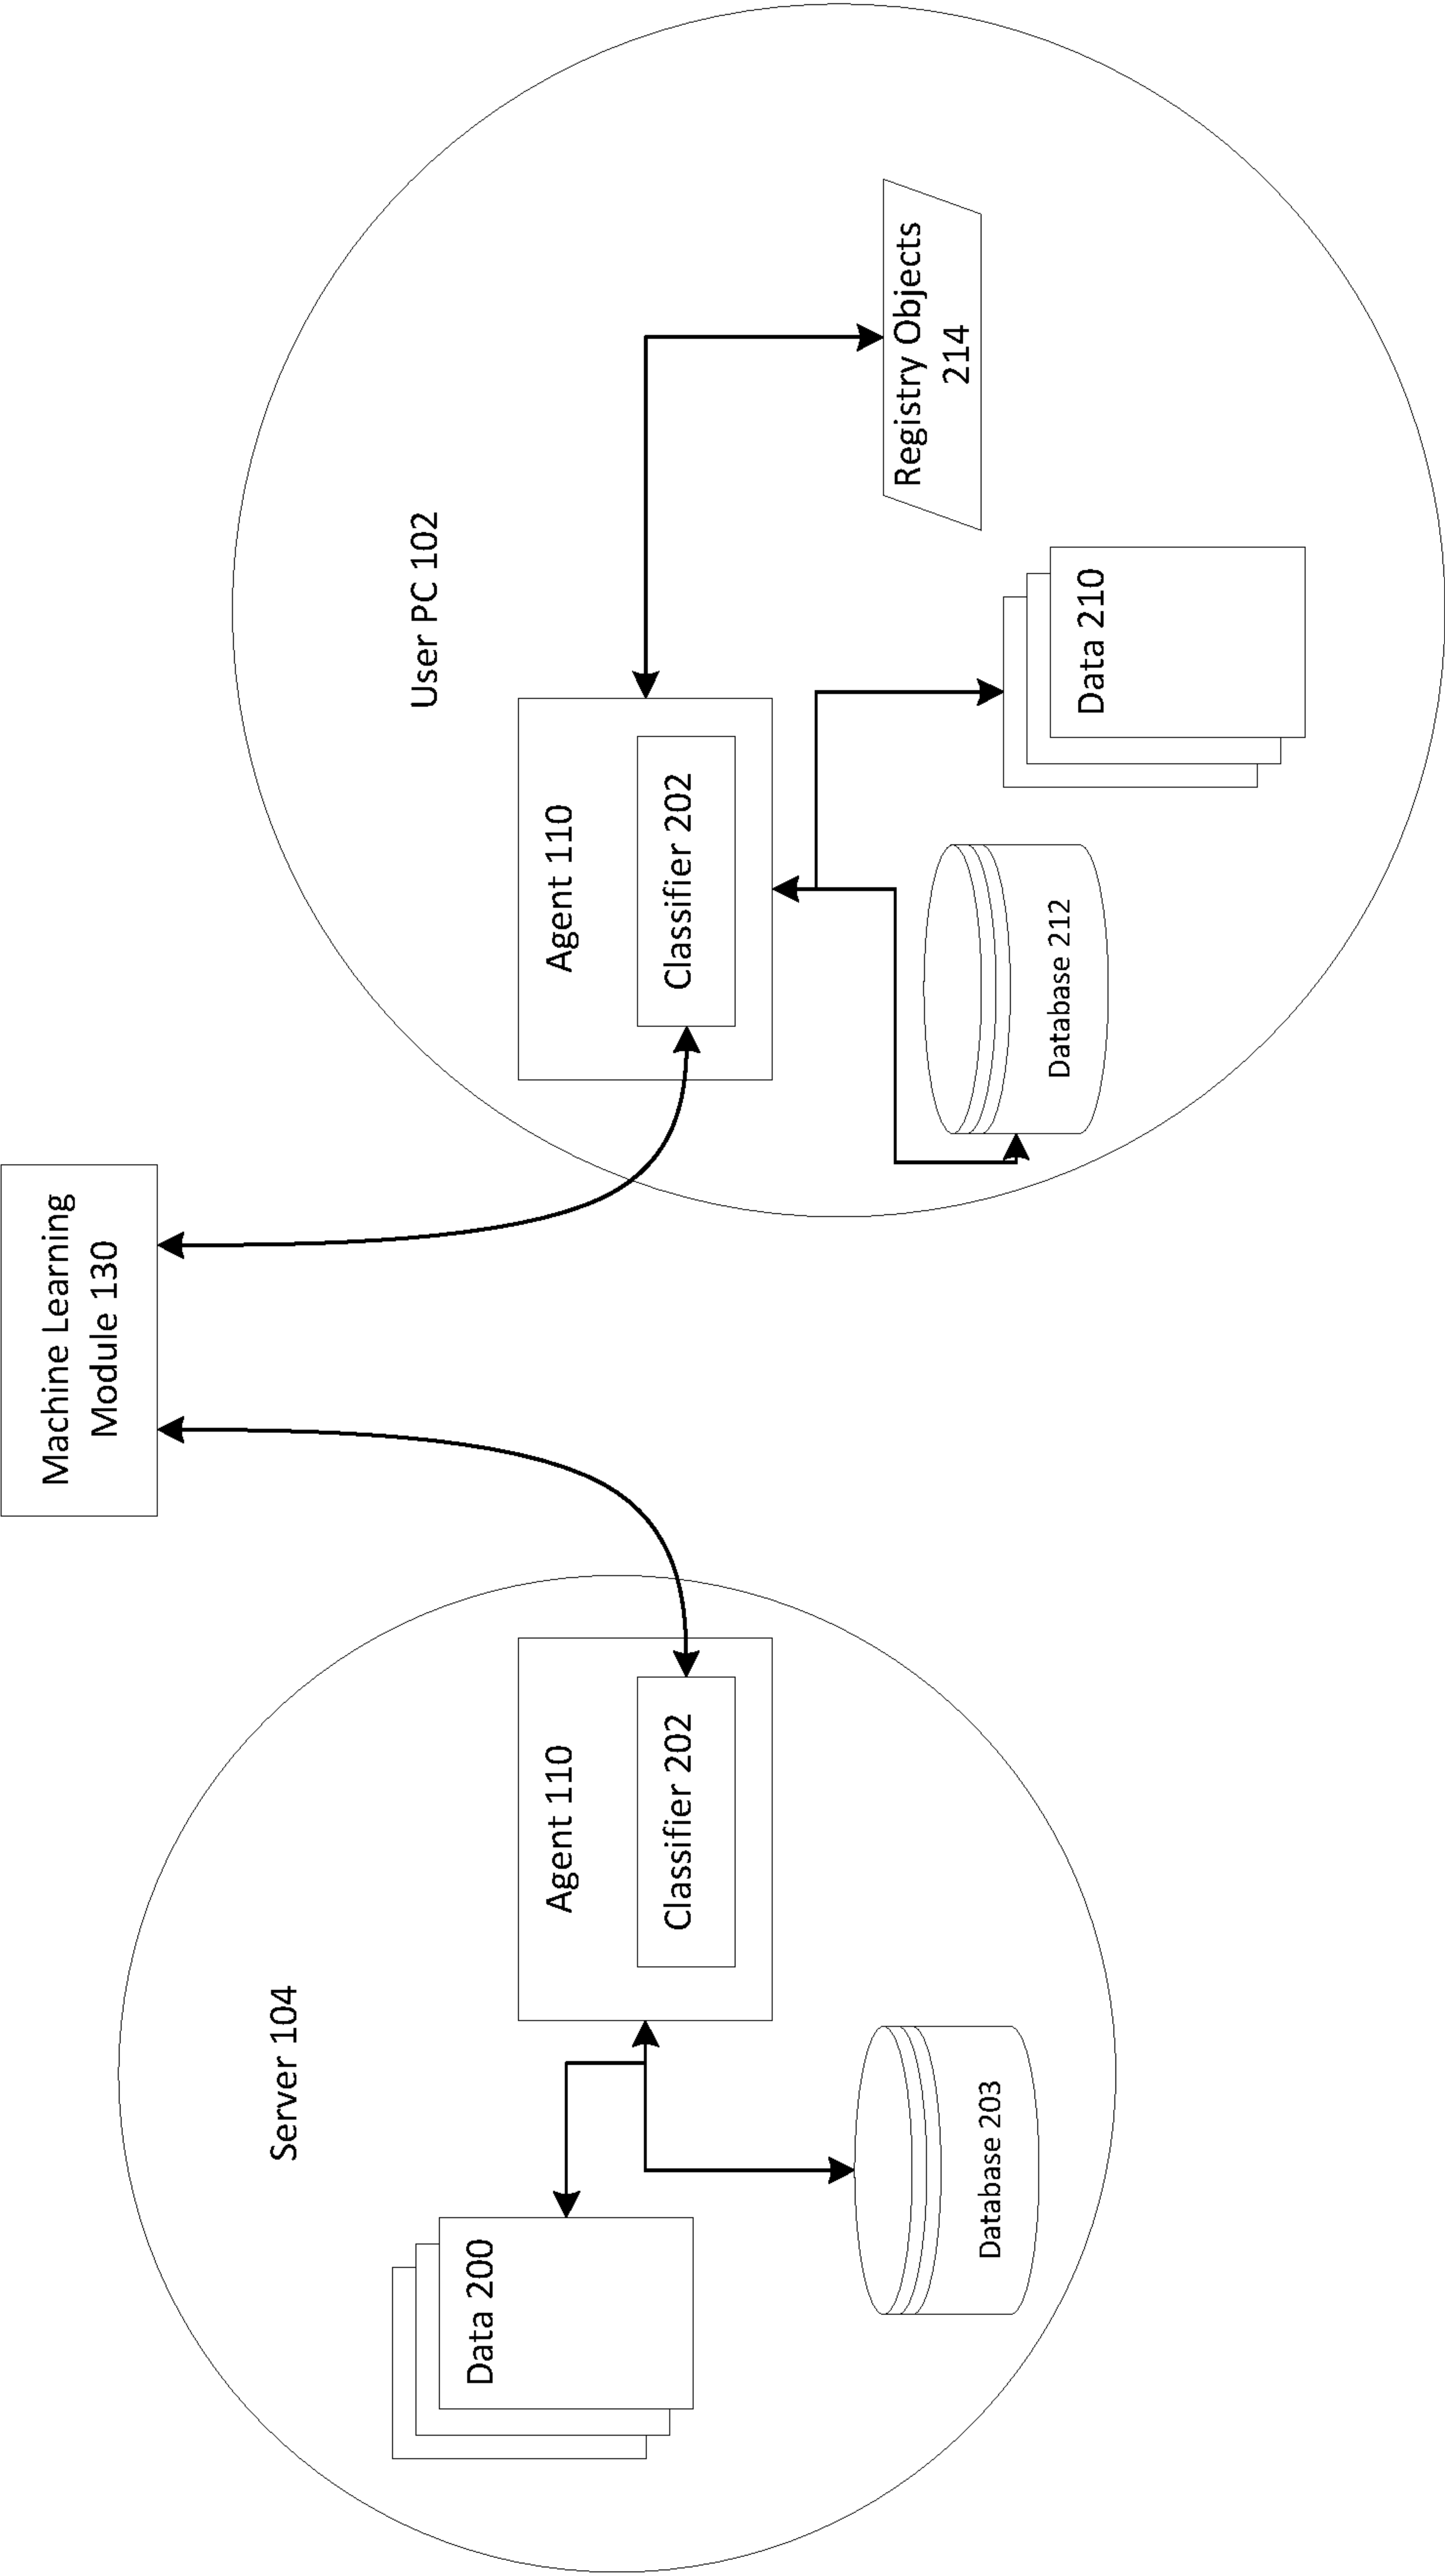 Machine Learning
Module 130
Server 104
Data 200
Agent 110
Classifier 202
Database 203
User PC 102
Agent 110
Classifier 202
Database 212
Data 210
Registry Objects
214